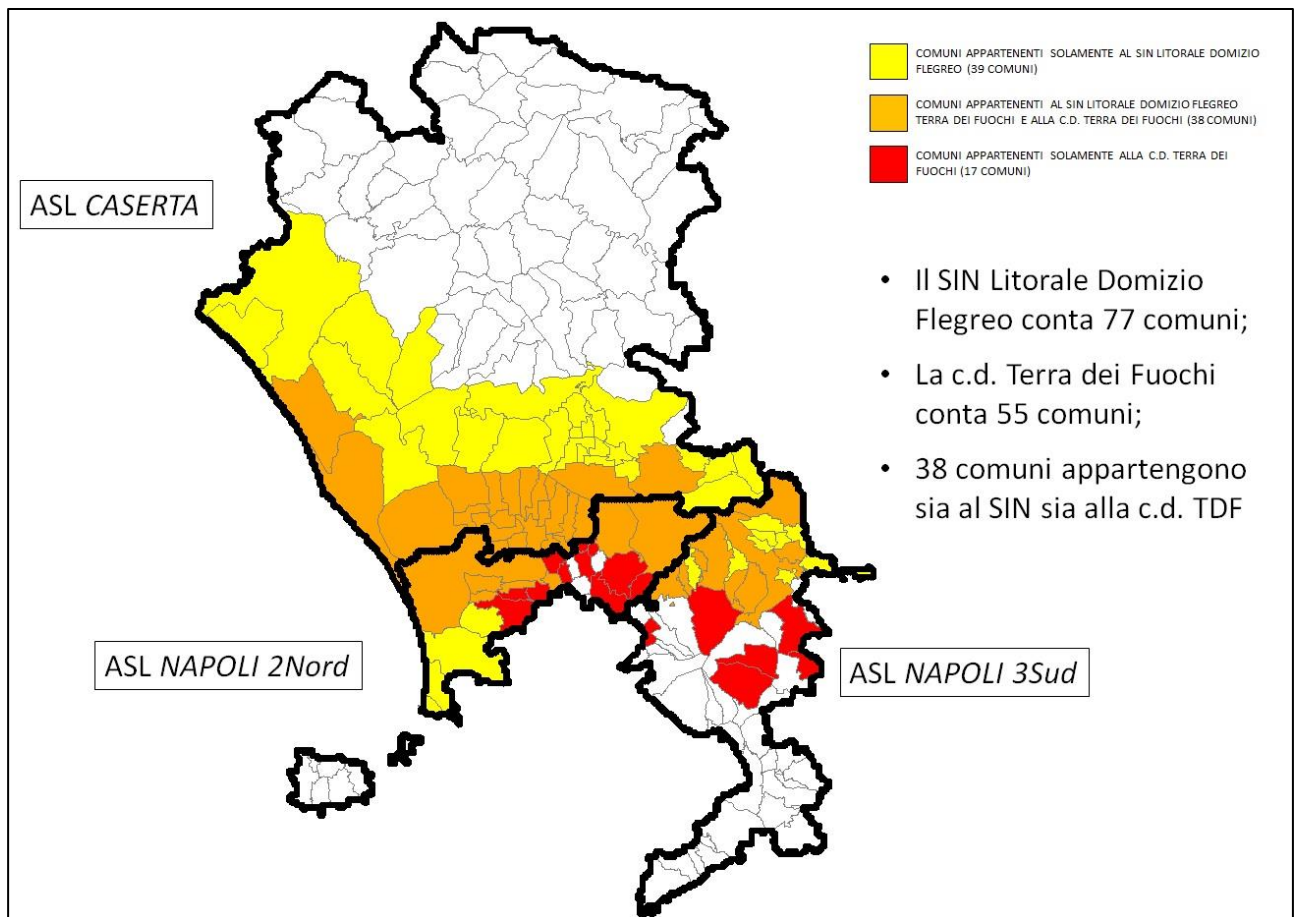 COMUNI APPARTENENTI SOLAMENTE AL SIN LITORALE DOMIZIO
FLEGREO (39 COMUNI)
COMUNI APPARTENENTI AL SIN LITORALE DOMIZIO FLEGREO
TERRA DEI FUOCHI E ALLA C.D. TERRA DEI FUOCHI (38 COMUNI)
COMUNI APPARTENENTI SOLAMENTE ALLA C.D. TERRA DEI
FUOCHI (17 COMUNI)
ASL CASERTA
• Il SIN Litorale Domizio
Flegreo conta 77 comuni;
• La c.d. Terra dei Fuochi
conta 55 comuni;
• 38 comuni appartengono
sia al SIN sia alla c.d. TDF
ASL NAPOLI 2Nord
ASL NAPOLI 3Sud